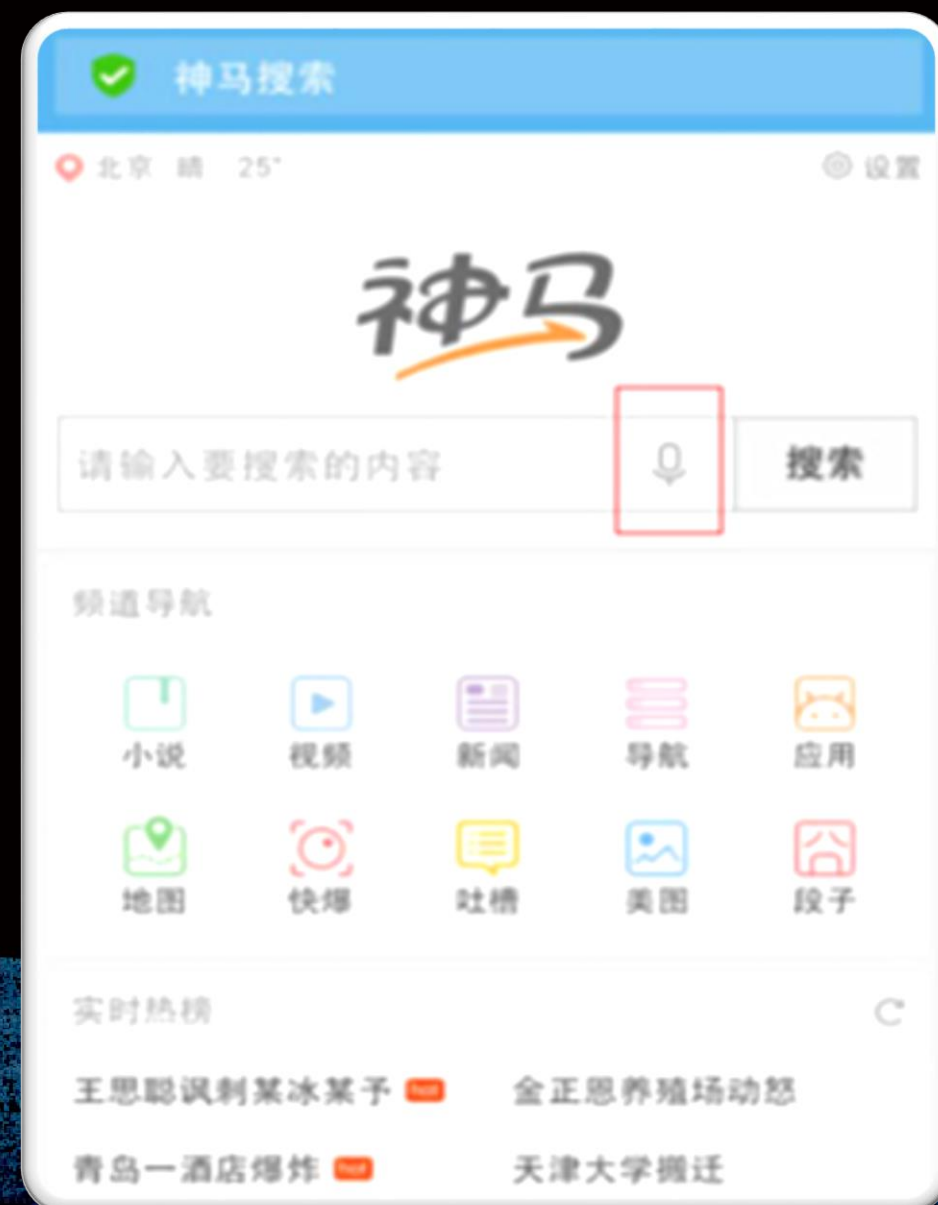 神马搜索
北京 晴 25° 设置
神马
请输入要搜索的内容 搜索
频道导航
小说 视频 新闻 导航 应用
地图 快爆 吐槽 美图 段子
实时热榜
王思聪讽刺某冰某予 hot 金正恩养殖场动怒
青岛一酒店爆炸 hot 天津大学搬迁